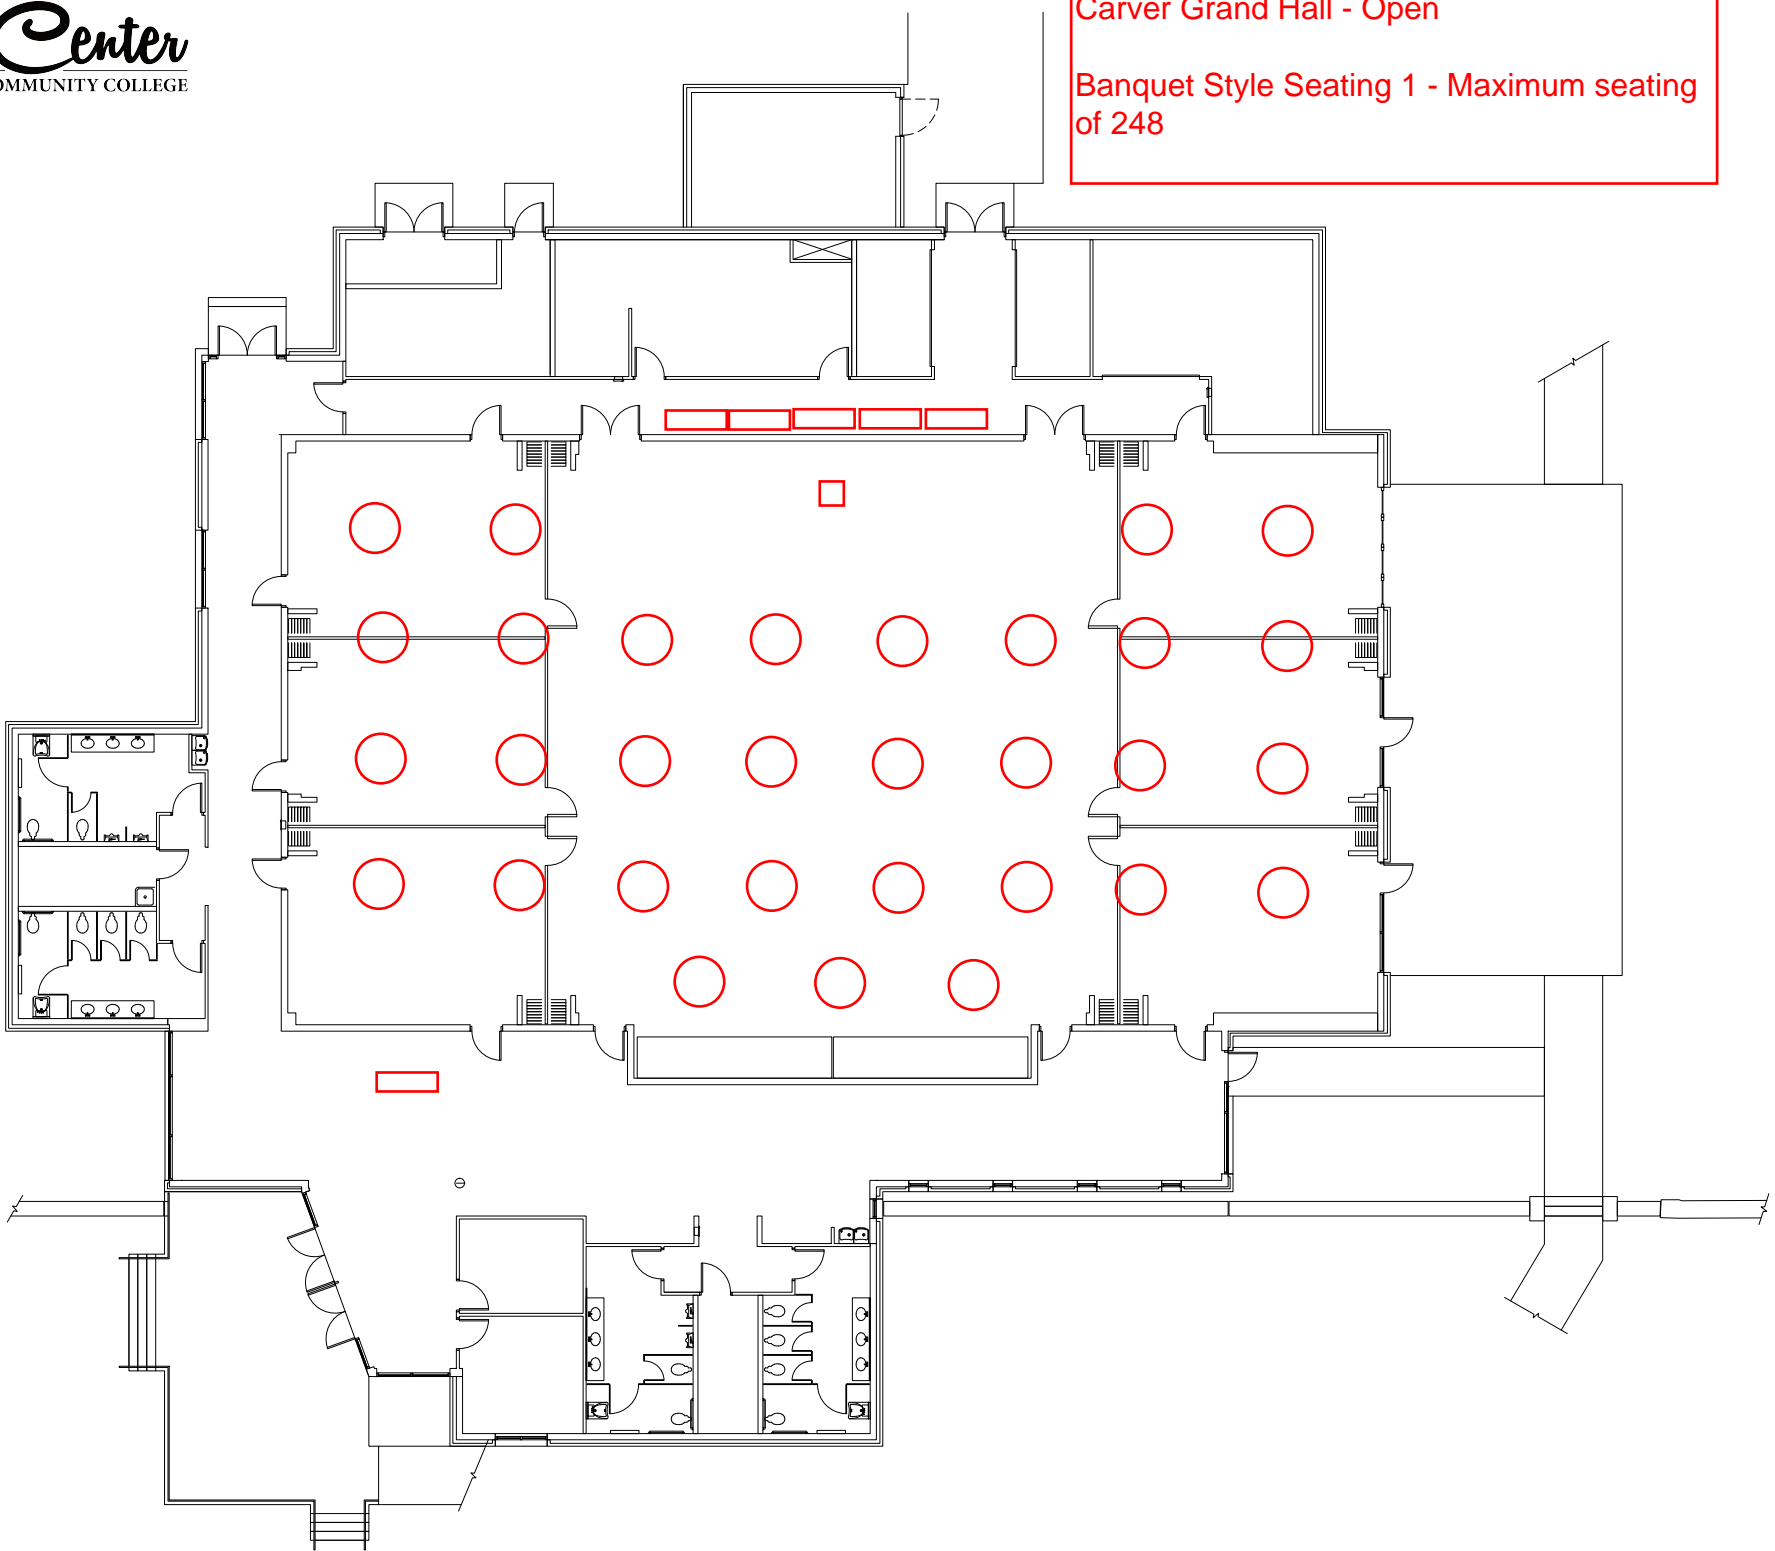 Center
OMMUNITY COLLEGE
Carver Grand Hall - Open
Banquet Style Seating 1 - Maximum seating
of 248